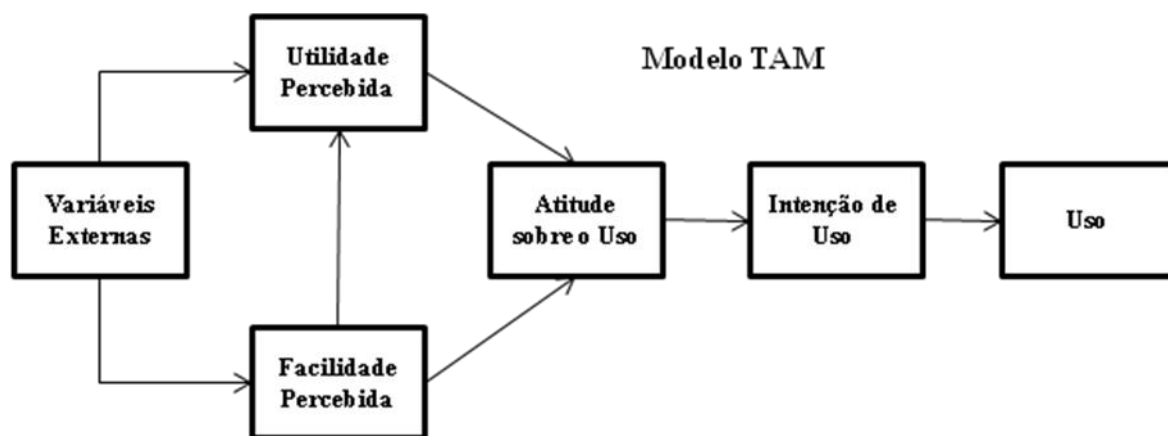 Utilidade
Percebida
Modelo TAM
Variáveis
Externas
Atitude
sobre o Uso
Intenção de
Uso
Uso
Facilidade
Percebida